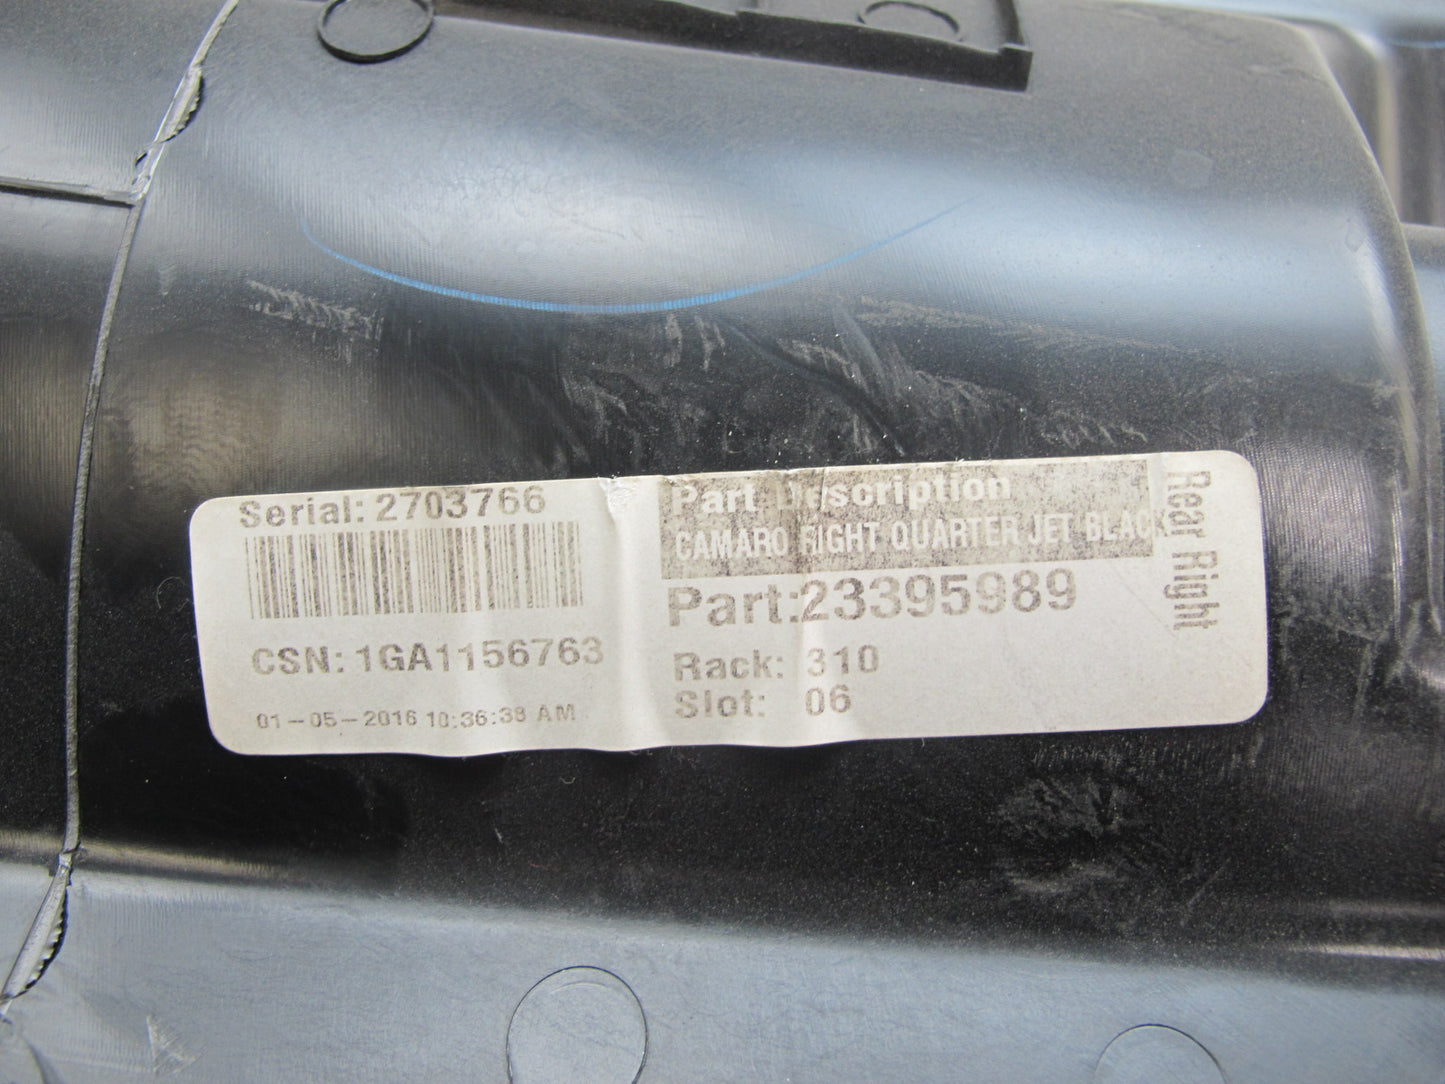 Serial: 2703766
CSN: 1GA1156763
01-05-2016 10:36:38 AM
Part Description
CAMARO RIGHT QUARTER JET BLACK
Part:23395989
Rack: 310
Slot: 06
Rear Right